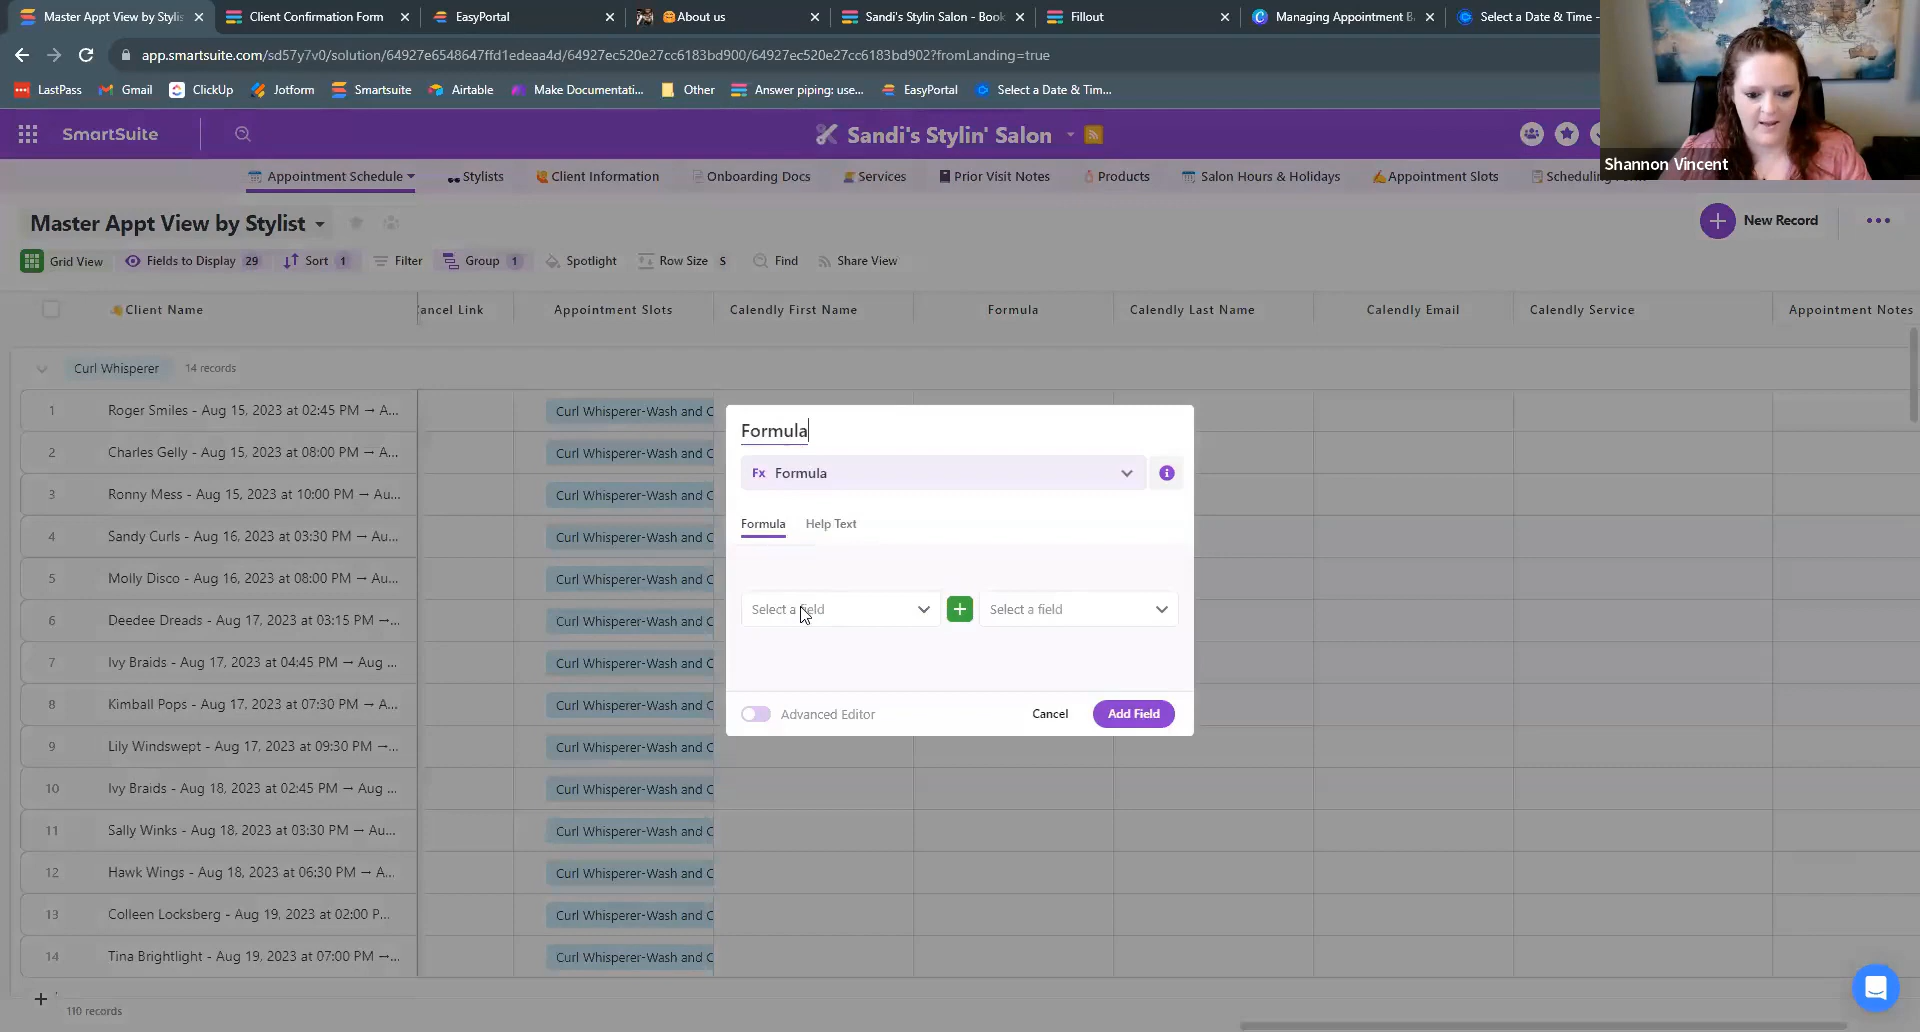 Master Appt View by Stylis
Client Confirmation Form
EasyPortal
About us
Sandi's Stylin Salon - Book
Fillout
Managing Appointment B
Select a Date & Time -
app.smartsuite.com/sd57y7v0/solution/64927e6548647ffd1edeaa4d/64927ec520e27cc6183bd900/64927ec520e27cc6183bd902?fromLanding=true
LastPass
Gmail
ClickUp
Jotform
Smartsuite
Airtable
Make Documentati...
Other
Answer piping: use...
EasyPortal
Select a Date & Tim...
SmartSuite
Sandi's Stylin' Salon
Shannon Vincent
Appointment Schedule
Stylists
Client Information
Onboarding Docs
Services
Prior Visit Notes
Products
Salon Hours & Holidays
Appointment Slots
Scheduling
Master Appt View by Stylist
New Record
Grid View
Fields to Display 29
Sort 1
Filter
Group 1
Spotlight
Row Size S
Find
Share View
Client Name
ancel Link
Appointment Slots
Calendly First Name
Formula
Calendly Last Name
Calendly Email
Calendly Service
Appointment Notes
Curl Whisperer 14 records
1 Roger Smiles - Aug 15, 2023 at 02:45 PM → A... Curl Whisperer-Wash and C
2 Charles Gelly - Aug 15, 2023 at 08:00 PM → Au... Curl Whisperer-Wash and C
3 Ronny Mess - Aug 15, 2023 at 10:00 PM → Au... Curl Whisperer-Wash and C
4 Sandy Curls - Aug 16, 2023 at 03:30 PM → Au... Curl Whisperer-Wash and C
5 Molly Disco - Aug 16, 2023 at 08:00 PM → Au... Curl Whisperer-Wash and C
6 Deedee Dreads - Aug 17, 2023 at 03:15 PM → ... Curl Whisperer-Wash and C
7 Ivy Braids - Aug 17, 2023 at 04:45 PM → Aug ... Curl Whisperer-Wash and C
8 Kimball Pops - Aug 17, 2023 at 07:30 PM → A... Curl Whisperer-Wash and C
9 Lily Windswept - Aug 17, 2023 at 09:30 PM →... Curl Whisperer-Wash and C
10 Ivy Braids - Aug 18, 2023 at 02:45 PM → Aug ... Curl Whisperer-Wash and C
11 Sally Winks - Aug 18, 2023 at 03:30 PM → Au... Curl Whisperer-Wash and C
12 Hawk Wings - Aug 18, 2023 at 06:30 PM → A... Curl Whisperer-Wash and C
13 Colleen Locksberg - Aug 19, 2023 at 02:00 P... Curl Whisperer-Wash and C
14 Tina Brightlight - Aug 19, 2023 at 07:00 PM →... Curl Whisperer-Wash and C
Formula
Fx Formula
Formula
Help Text
Select a field
+
Select a field
Advanced Editor
Cancel
Add Field
110 records